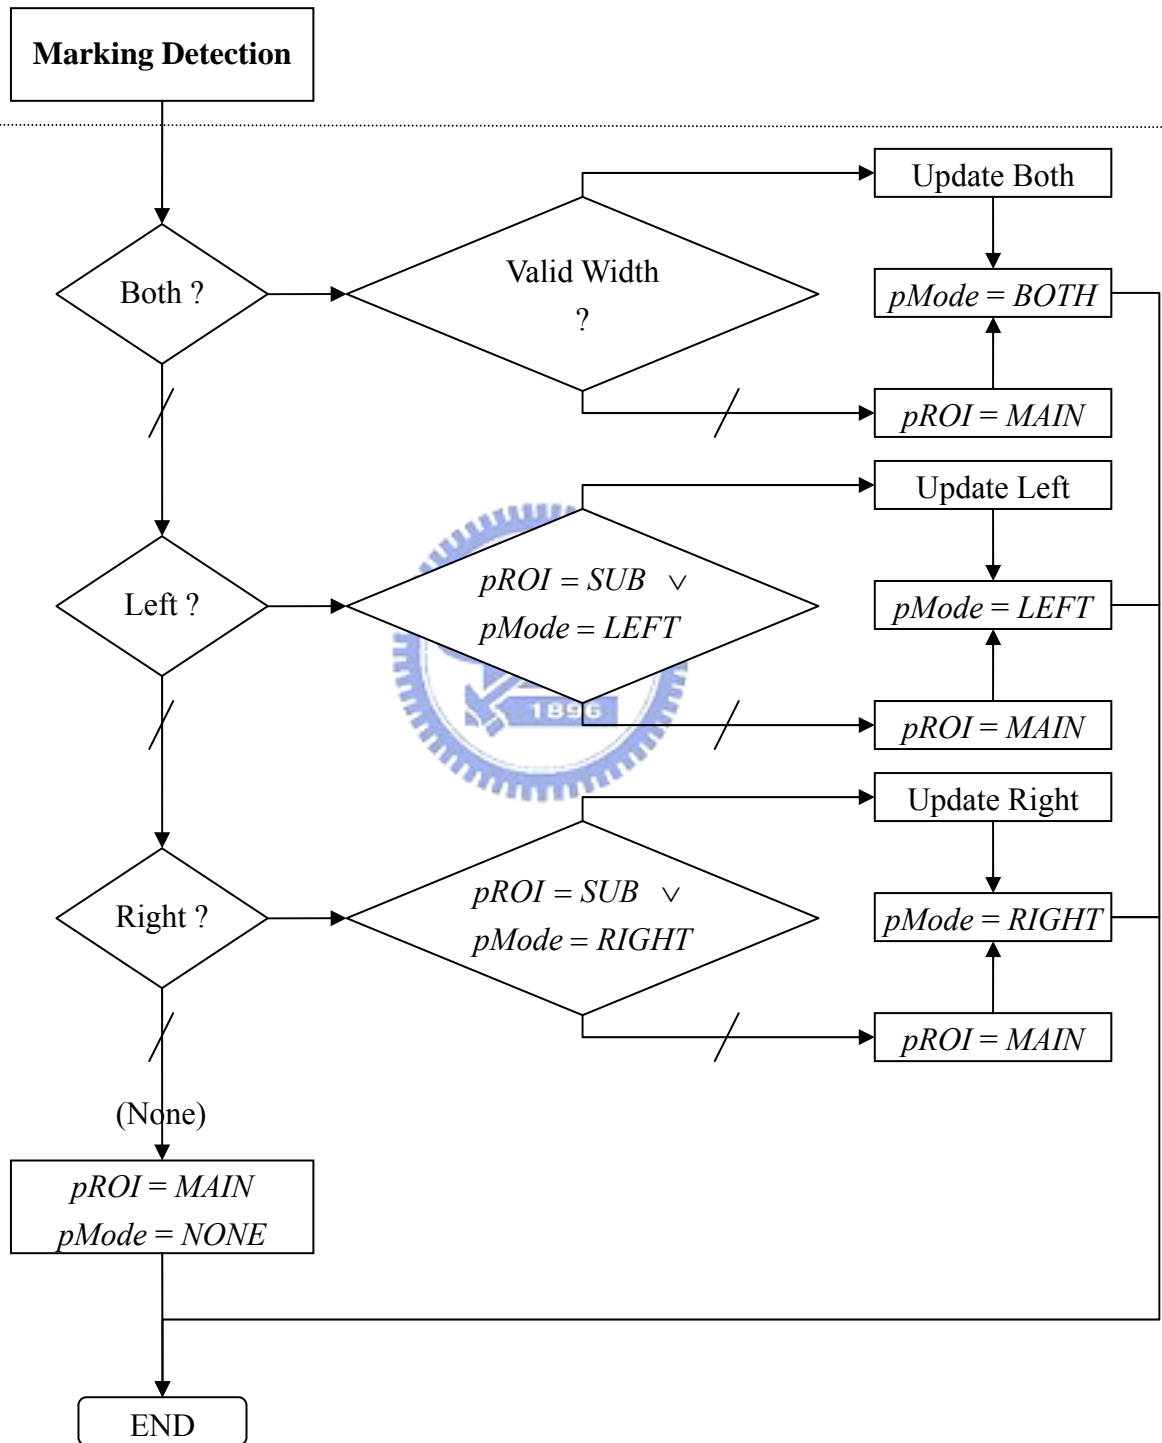 Marking Detection
Both ?
Valid Width
?
Update Both
pMode = BOTH
pROI = MAIN
Left ?
pROI = SUB ∨
pMode = LEFT
Update Left
pMode = LEFT
pROI = MAIN
1896
Right ?
pROI = SUB ∨
pMode = RIGHT
Update Right
pMode = RIGHT
pROI = MAIN
(None)
pROI = MAIN
pMode = NONE
END